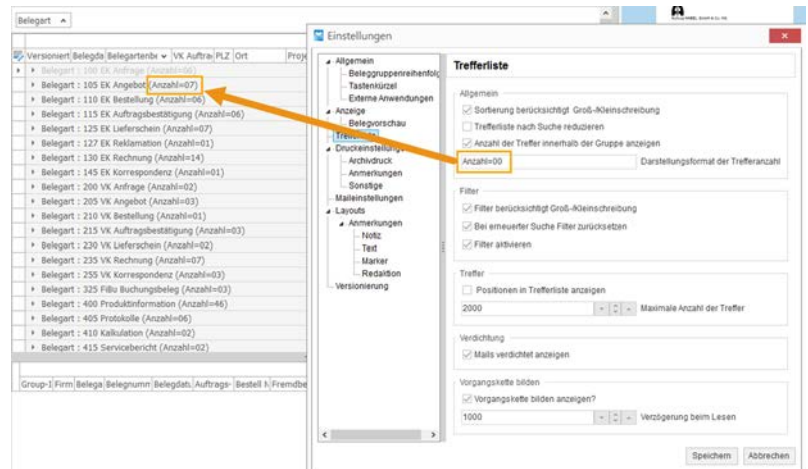 Belegart
Versioniert Belegda Belegartenbe VK Auftra PLZ Ort Proje
Belegart : 100 EK Anfrage (Anzahl=06)
Belegart : 105 EK Angebot (Anzahl=07)
Belegart : 110 EK Bestellung (Anzahl=06)
Belegart : 115 EK Auftragsbestätigung (Anzahl=06)
Belegart : 125 EK Lieferschein (Anzahl=07)
Belegart : 127 EK Reklamation (Anzahl=01)
Belegart : 130 EK Rechnung (Anzahl=14)
Belegart : 145 EK Korrespondenz (Anzahl=01)
Belegart : 200 VK Anfrage (Anzahl=02)
Belegart : 205 VK Angebot (Anzahl=03)
Belegart : 210 VK Bestellung (Anzahl=01)
Belegart : 215 VK Auftragsbestätigung (Anzahl=03)
Belegart : 230 VK Lieferschein (Anzahl=02)
Belegart : 235 VK Rechnung (Anzahl=07)
Belegart : 255 VK Korrespondenz (Anzahl=03)
Belegart : 325 FiBu Buchungsbeleg (Anzahl=03)
Belegart : 400 Produktinformation (Anzahl=46)
Belegart : 405 Protokolle (Anzahl=06)
Belegart : 410 Kalkulation (Anzahl=02)
Belegart : 415 Servicebericht (Anzahl=02)
Group-I Firm Belega Belegnumm Belegdatu Auftrags- Bestell N Fremdbe
Einstellungen
Allgemein
Beleggruppenreihenfolg
Tastenkürzel
Externe Anwendungen
Anzeige
Belegvorschau
Trefferliste
Druckeinstellungen
Archivdruck
Anmerkungen
Sonstige
Maileinstellungen
Layouts
Anmerkungen
Notiz
Text
Marker
Redaktion
Versionierung
Trefferliste
Allgemein
Sortierung berücksichtigt Groß-/Kleinschreibung
Trefferliste nach Suche reduzieren
Anzahl der Treffer innerhalb der Gruppe anzeigen
Anzahl=00 Darstellungsformat der Trefferanzahl
Filter
Filter berücksichtigt Groß-/Kleinschreibung
Bei erneuerter Suche Filter zurücksetzen
Filter aktivieren
Treffer
Positionen in Trefferliste anzeigen
2000 Maximale Anzahl der Treffer
Verdichtung
Mails verdichtet anzeigen
Vorgangskette bilden
Vorgangskette bilden anzeigen?
1000 Verzögerung beim Lesen
Speichern Abbrechen